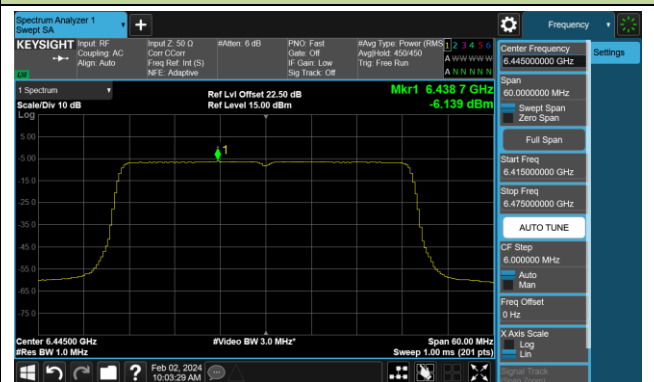 Spectrum Analyzer 1
Swept SA
+
Frequency
KEYSIGHT
Input: RF
Coupling: AC
Align: Auto
Input Z: 50 Ω
Corr CCorr
Freq Ref: Int (S)
NFE: Adaptive
#Atten: 6 dB
PNO: Fast
Gate: Off
IF Gain: Low
Sig Track: Off
#Avg Type: Power (RMS
Avg|Hold: 450/450
Trig: Free Run
1 2 3 4 5 6
A W W W W W
A N N N N N
LXI
1 Spectrum
Scale/Div 10 dB
Ref Lvl Offset 22.50 dB
Ref Level 15.00 dBm
Mkr1 6.438 7 GHz
-6.139 dBm
Log
5.00
-5.00
-15.0
-25.0
-35.0
-45.0
-55.0
-65.0
-75.0
1
Center 6.44500 GHz
#Res BW 1.0 MHz
#Video BW 3.0 MHz*
Span 60.00 MHz
Sweep 1.00 ms (201 pts)
Center Frequency
6.445000000 GHz
Settings
Span
60.0000000 MHz
Swept Span
Zero Span
Full Span
Start Freq
6.415000000 GHz
Stop Freq
6.475000000 GHz
AUTO TUNE
CF Step
6.000000 MHz
Auto
Man
Freq Offset
0 Hz
X Axis Scale
Log
Lin
Signal Track
?
Feb 02, 2024
10:03:29 AM